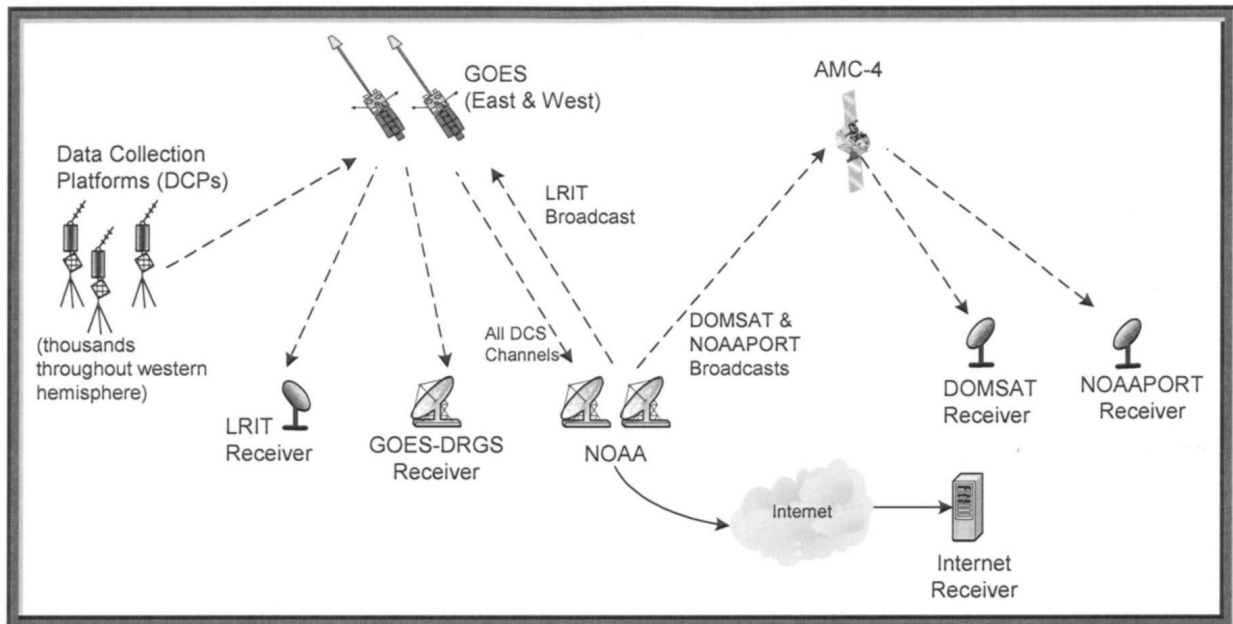 GOES
(East & West)
AMC-4
Data Collection
Platforms (DCPs)
(thousands
throughout western
hemisphere)
LRIT
Broadcast
All DCS
Channels
DOMSAT &
NOAAPORT
Broadcasts
LRIT
Receiver
GOES-DRGS
Receiver
NOAA
DOMSAT
Receiver
NOAAPORT
Receiver
Internet
Internet
Receiver